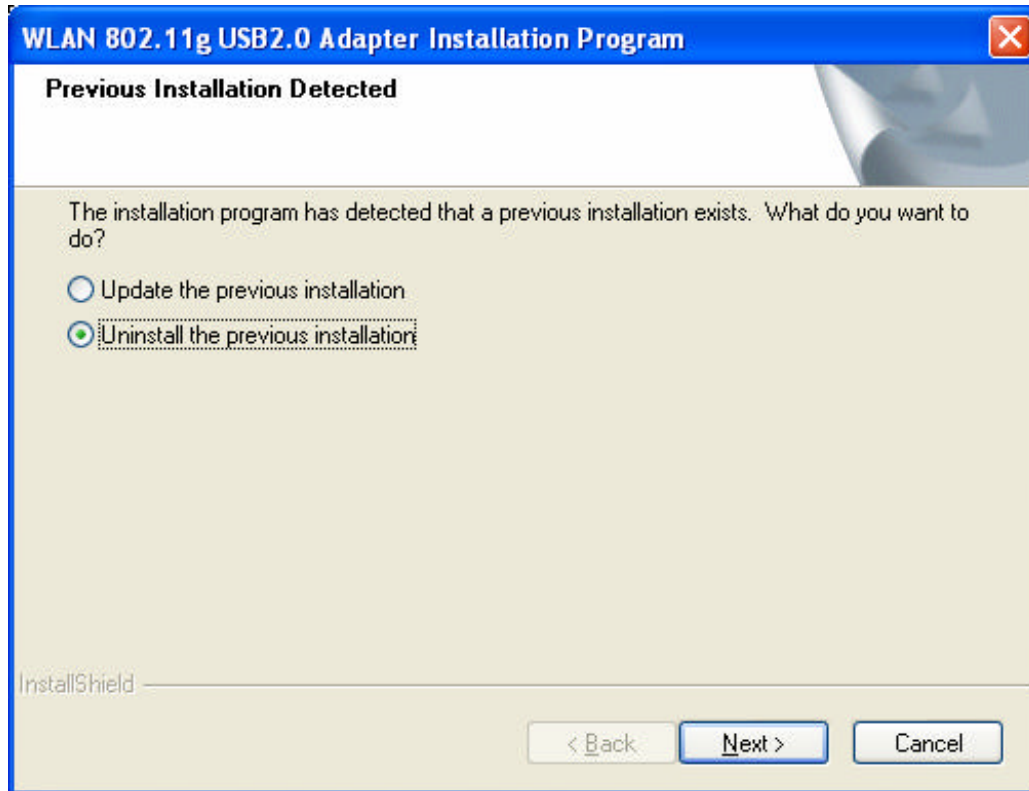 WLAN 802.11g USB2.0 Adapter Installation Program
Previous Installation Detected
The installation program has detected that a previous installation exists.  What do you want to
do?
Update the previous installation
Uninstall the previous installation
InstallShield
< Back
Next >
Cancel